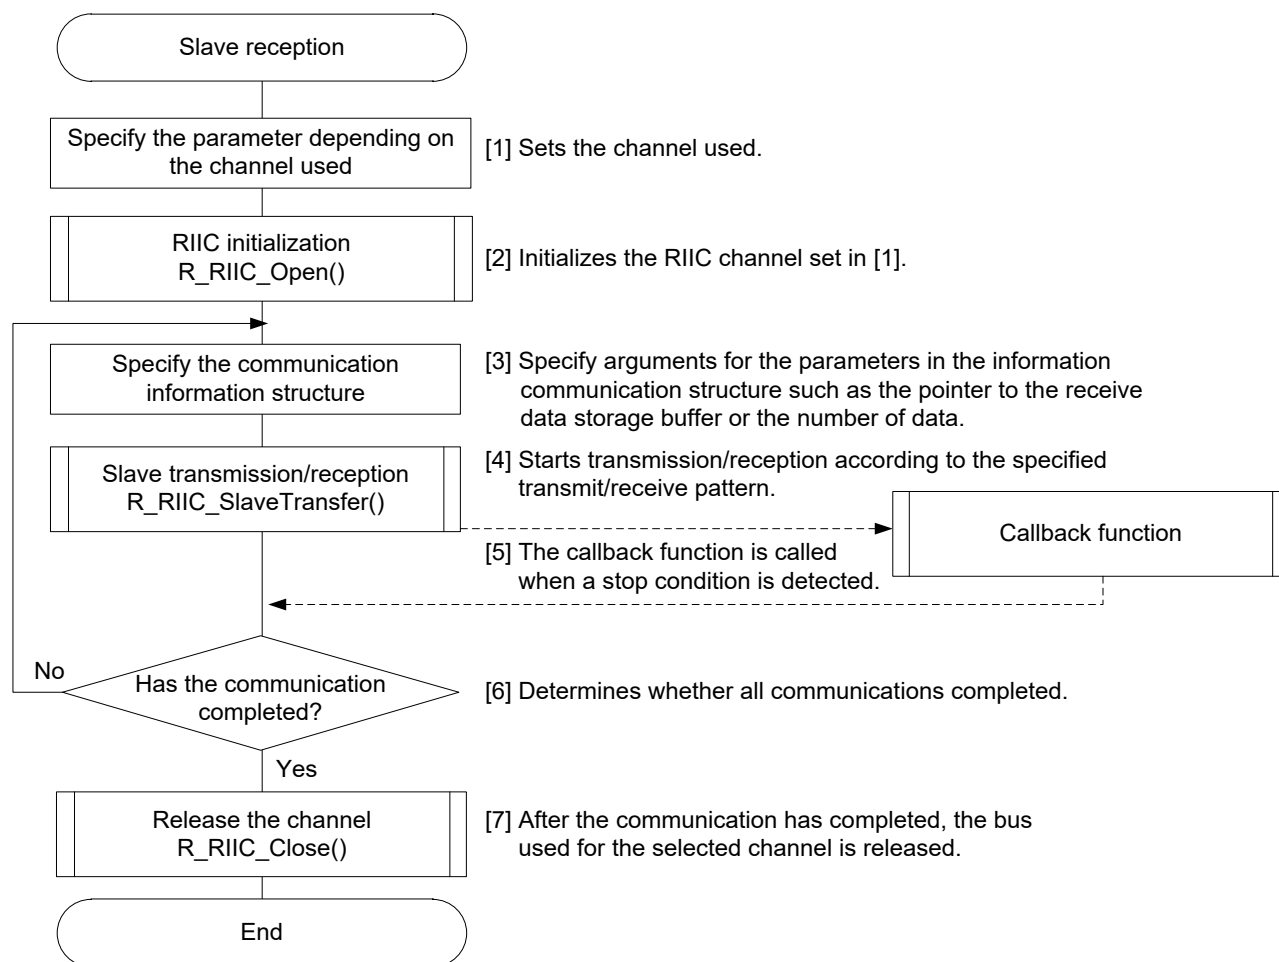 Slave reception
Specify the parameter depending on
the channel used
[1] Sets the channel used.
RIIC initialization
R_RIIC_Open()
[2] Initializes the RIIC channel set in [1].
Specify the communication
information structure
[3] Specify arguments for the parameters in the information
communication structure such as the pointer to the receive
data storage buffer or the number of data.
Slave transmission/reception
R_RIIC_SlaveTransfer()
[4] Starts transmission/reception according to the specified
transmit/receive pattern.
Callback function
[5] The callback function is called
when a stop condition is detected.
No
Has the communication
completed?
[6] Determines whether all communications completed.
Yes
Release the channel
R_RIIC_Close()
[7] After the communication has completed, the bus
used for the selected channel is released.
End